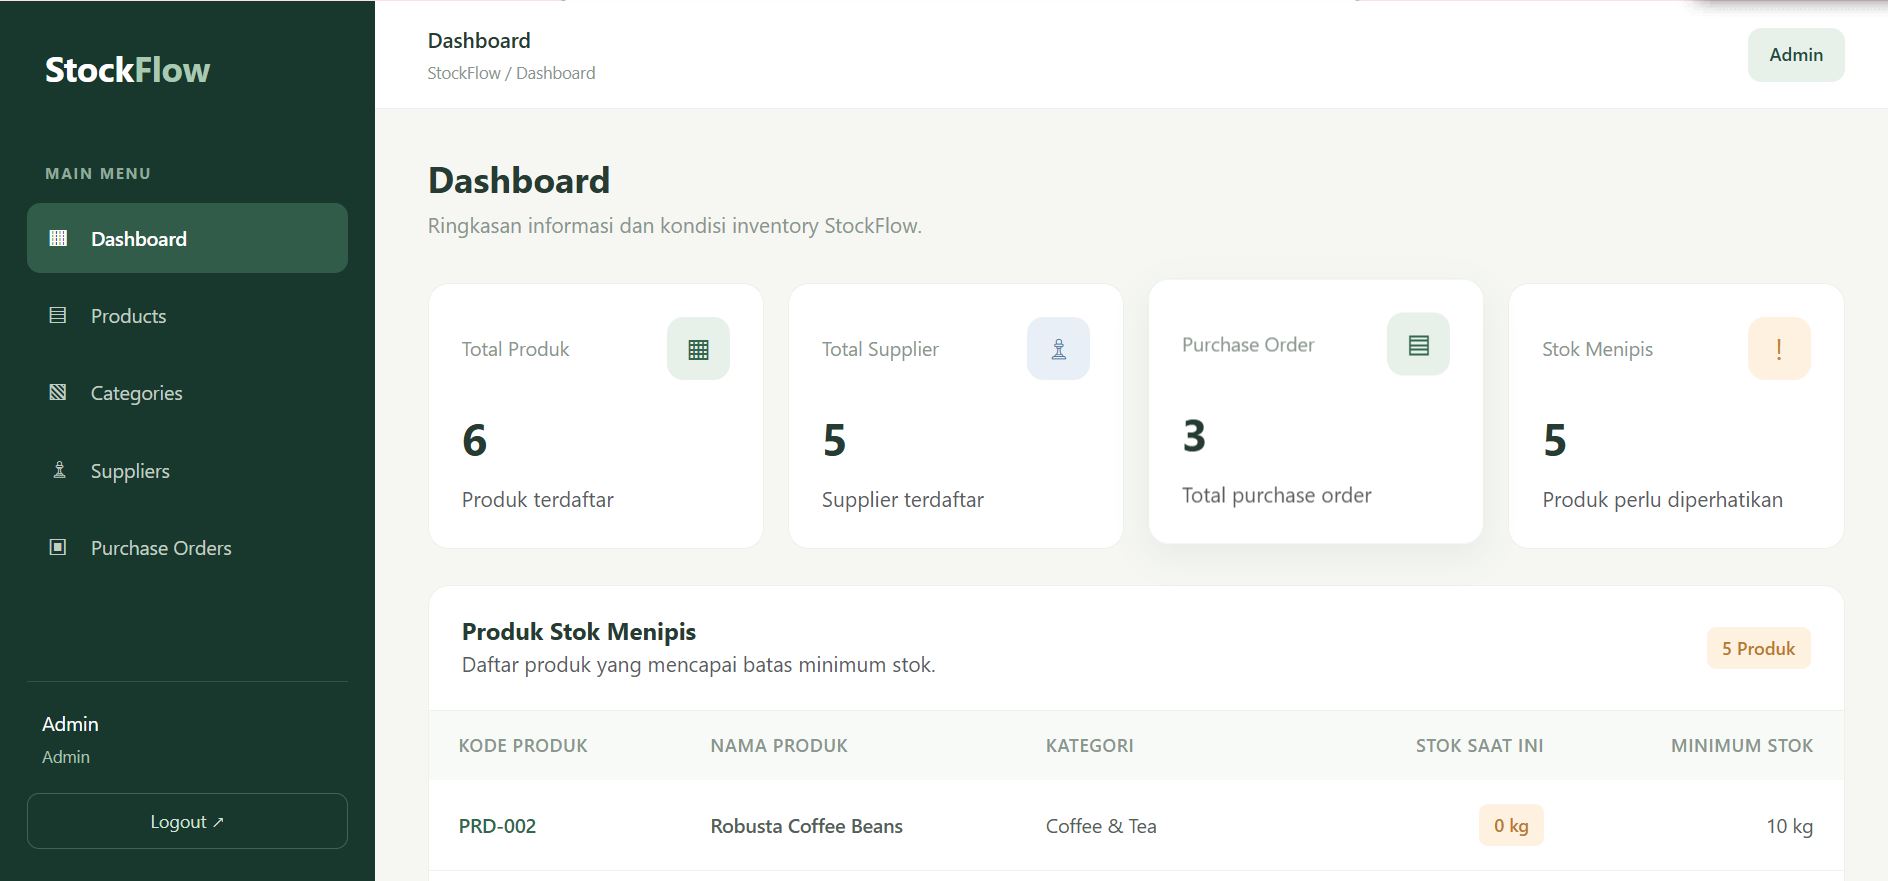 StockFlow
MAIN MENU
Dashboard
Products
Categories
Suppliers
Purchase Orders
Admin
Admin
Logout ↗
Dashboard
StockFlow / Dashboard
Admin
Dashboard
Ringkasan informasi dan kondisi inventory StockFlow.
Total Produk
6
Produk terdaftar
Total Supplier
5
Supplier terdaftar
Purchase Order
3
Total purchase order
Stok Menipis
!
5
Produk perlu diperhatikan
Produk Stok Menipis
Daftar produk yang mencapai batas minimum stok.
5 Produk
KODE PRODUK NAMA PRODUK KATEGORI STOK SAAT INI MINIMUM STOK
PRD-002 Robusta Coffee Beans Coffee & Tea 0 kg 10 kg